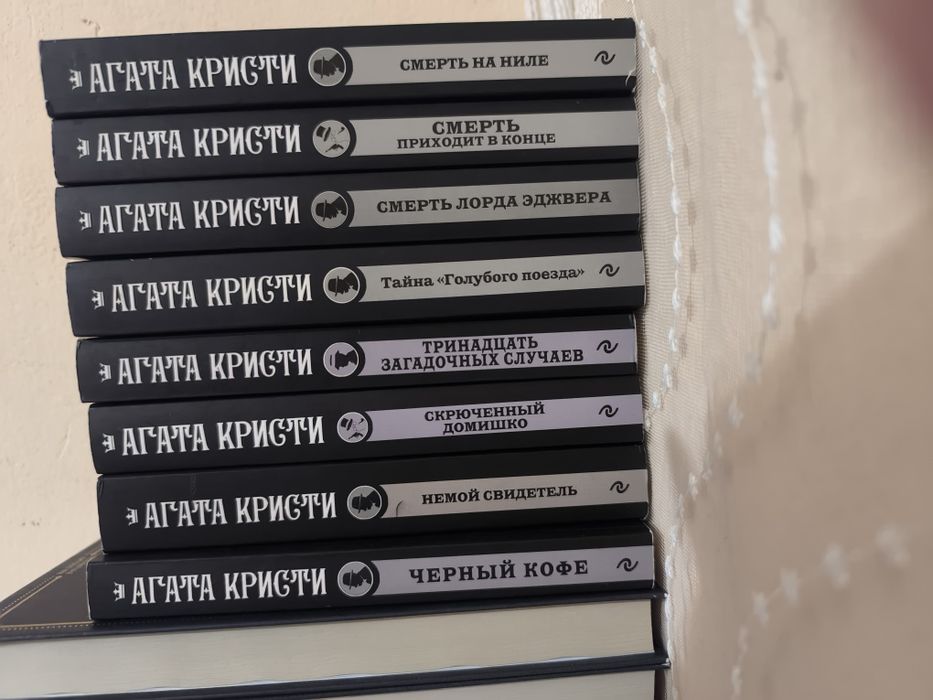 АГАТА КРИСТИ СМЕРТЬ НА НИЛЕ
АГАТА КРИСТИ СМЕРТЬ
ПРИХОДИТ В КОНЦЕ
АГАТА КРИСТИ СМЕРТЬ ЛОРДА ЭДЖВЕРА
АГАТА КРИСТИ Тайна «Голубого поезда»
АГАТА КРИСТИ ТРИНАДЦАТЬ
ЗАГАДОЧНЫХ СЛУЧАЕВ
АГАТА КРИСТИ СКРЮЧЕННЫЙ
ДОМИШКО
АГАТА КРИСТИ НЕМОЙ СВИДЕТЕЛЬ
АГАТА КРИСТИ ЧЕРНЫЙ КОФЕ